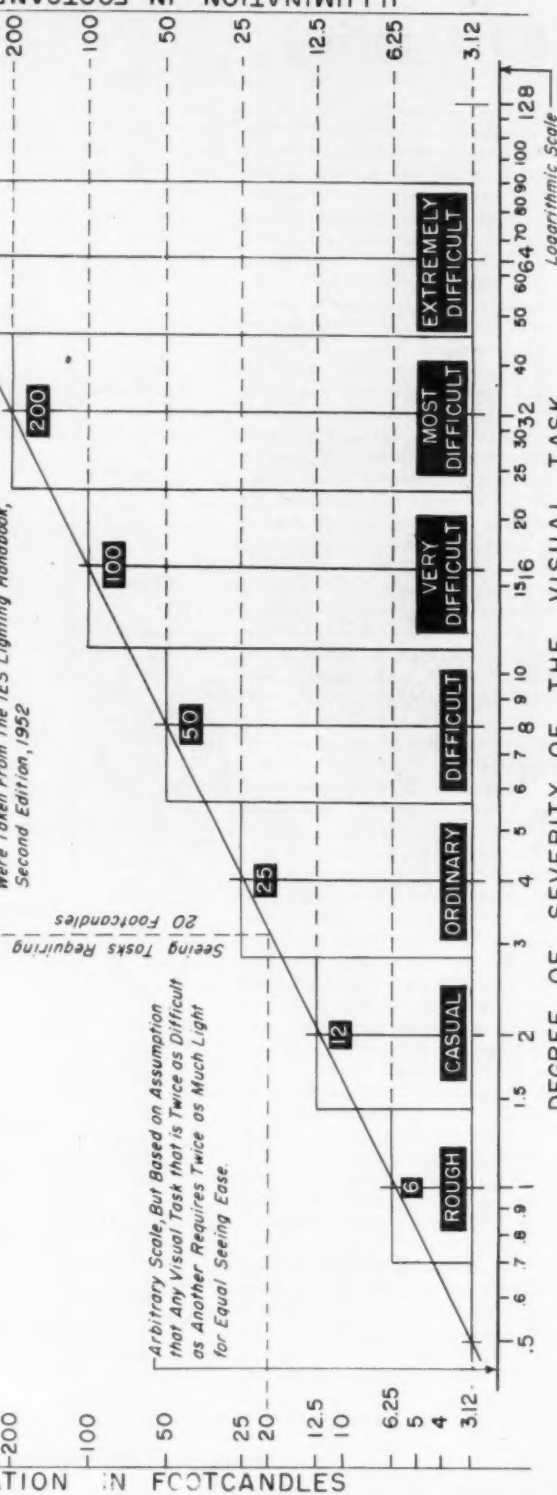 Were Taken From The IES Lighting Handbook,
Second Edition, 1952
Seeing Tasks Requiring
20 Footcandles
Arbitrary Scale, But Based on Assumption
that Any Visual Task that is Twice as Difficult
as Another Requires Twice as Much Light
for Equal Seeing Ease.
200
100
50
25
20
12.5
10
6.25
5
4
3.12
IN FOOTCANDLES
6
12
25
50
100
200
ROUGH
CASUAL
ORDINARY
DIFFICULT
VERY
DIFFICULT
MOST
DIFFICULT
EXTREMELY
DIFFICULT
200
100
50
25
12.5
6.25
3.12
ILLUMINATION IN
.5 .6 .7 .8 .9 1 1.5 2 3 4 5 6 7 8 9 10 15 16 20 25 30 32 40 50 60 64 70 80 90 100 128
Logarithmic Scale
DEGREE OF SEVERITY OF THE VISUAL TASK